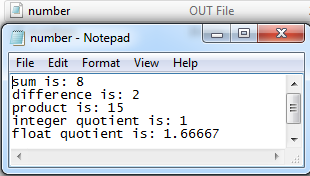 number OUT File
number - Notepad
File Edit Format View Help
sum is: 8
difference is: 2
product is: 15
integer quotient is: 1
float quotient is: 1.66667